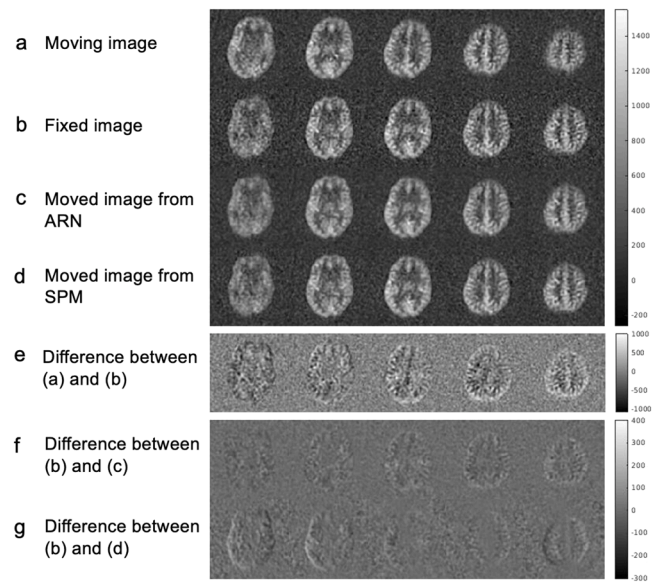 a Moving image
b Fixed image
c Moved image from
ARN
d Moved image from
SPM
e Difference between
(a) and (b)
f Difference between
(b) and (c)
g Difference between
(b) and (d)
1400
1200
1000
800
600
400
200
0
-200
1000
500
0
-500
-1000
400
300
200
100
0
-100
-200
-300